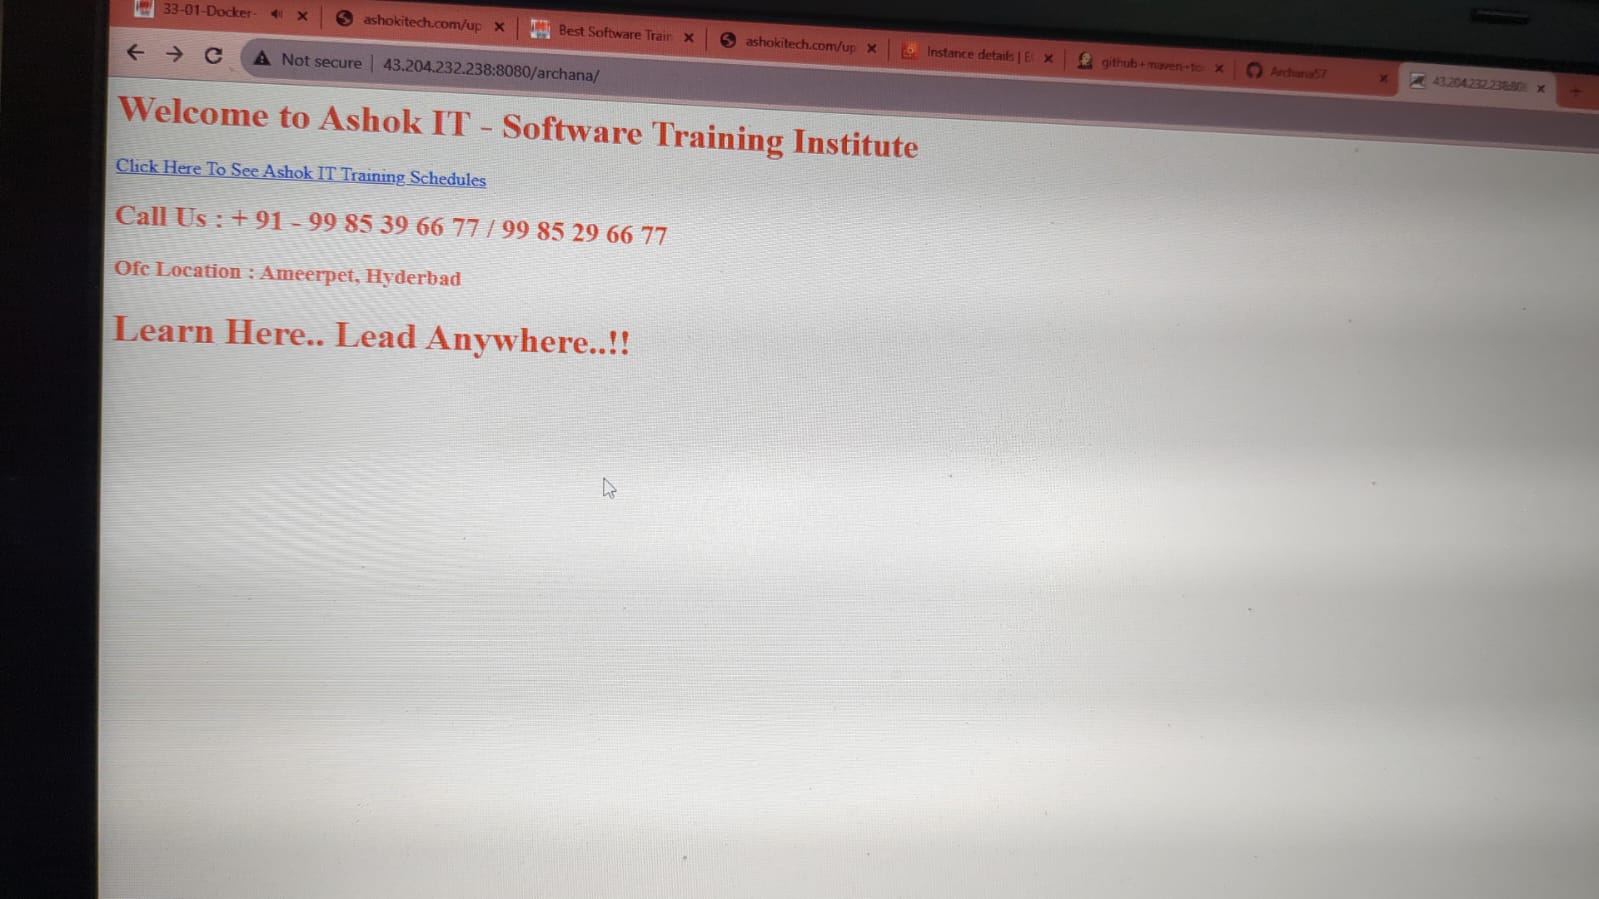 33-01-Docker-
ashokitech.com/up
Best Software Train
ashokitech.com/up
Instance details | E
github+maven+to
Archana57
43.204.232.238:808
Not secure | 43.204.232.238:8080/archana/
Welcome to Ashok IT - Software Training Institute
Click Here To See Ashok IT Training Schedules
Call Us : + 91 - 99 85 39 66 77 / 99 85 29 66 77
Ofc Location : Ameerpet, Hyderbad
Learn Here.. Lead Anywhere..!!